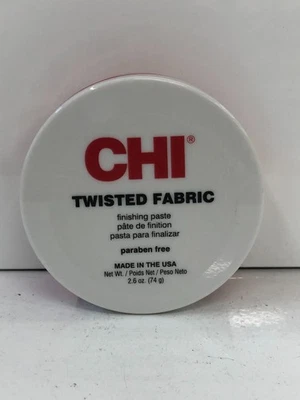 CHI®
TWISTED FABRIC
finishing paste
pâte de finition
pasta para finalizar
paraben free
MADE IN THE USA
Net Wt. / Poids Net / Peso Neto
2.6 oz. (74 g)